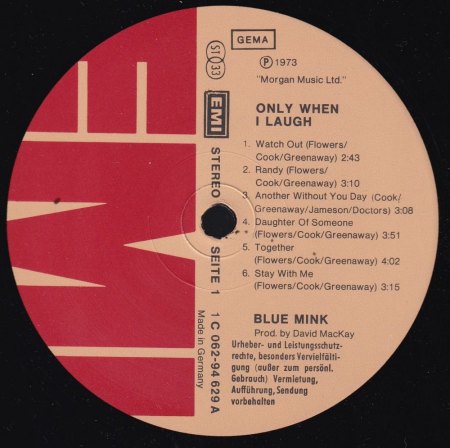 GEMA
ST 33
Ⓟ 1973
"Morgan Music Ltd."
EMI
ONLY WHEN
I LAUGH
1. Watch Out (Flowers/
Cook/Greenaway) 2:43
2. Randy (Flowers/
Cook/Greenaway) 3:10
3. Another Without You Day (Cook/
Greenaway/Jameson/Doctors) 3:08
4. Daughter Of Someone
(Flowers/Cook/Greenaway) 3:51
5. Together
(Flowers/Cook/Greenaway) 4:02
6. Stay With Me
(Flowers/Cook/Greenaway) 3:15
STEREO
SEITE 1
1 C 062-94 629 A
Made in Germany
BLUE MINK
Prod. by David MacKay
Urheber- und Leistungsschutz-
rechte, besonders Vervielfälti-
gung (außer zum persönl.
Gebrauch) Vermietung,
Aufführung, Sendung
vorbehalten
EMI